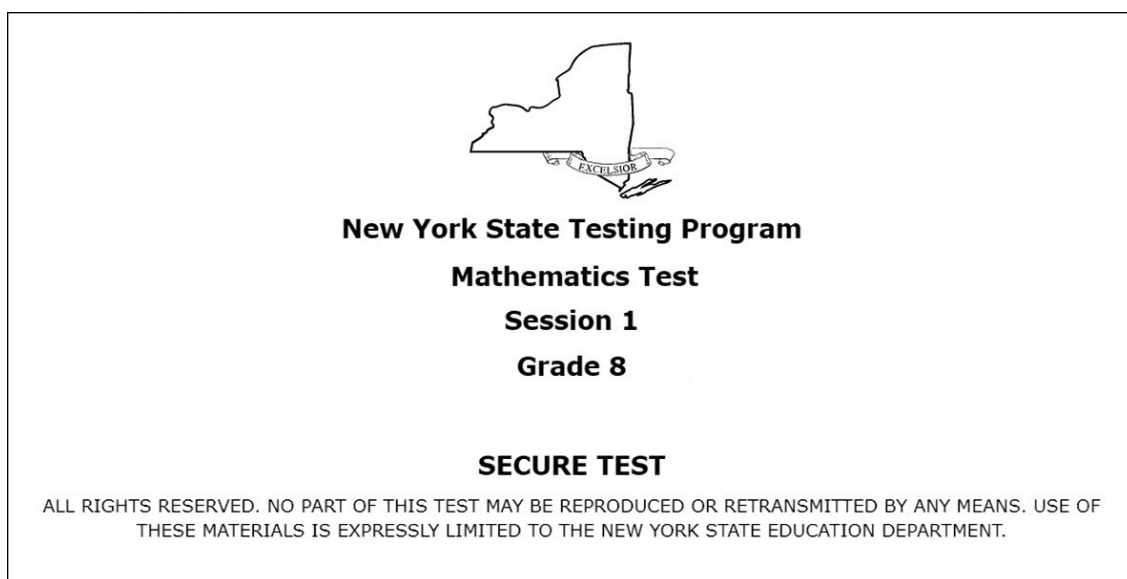 EXCELSIOR
New York State Testing Program
Mathematics Test
Session 1
Grade 8
SECURE TEST
ALL RIGHTS RESERVED. NO PART OF THIS TEST MAY BE REPRODUCED OR RETRANSMITTED BY ANY MEANS. USE OF
THESE MATERIALS IS EXPRESSLY LIMITED TO THE NEW YORK STATE EDUCATION DEPARTMENT.